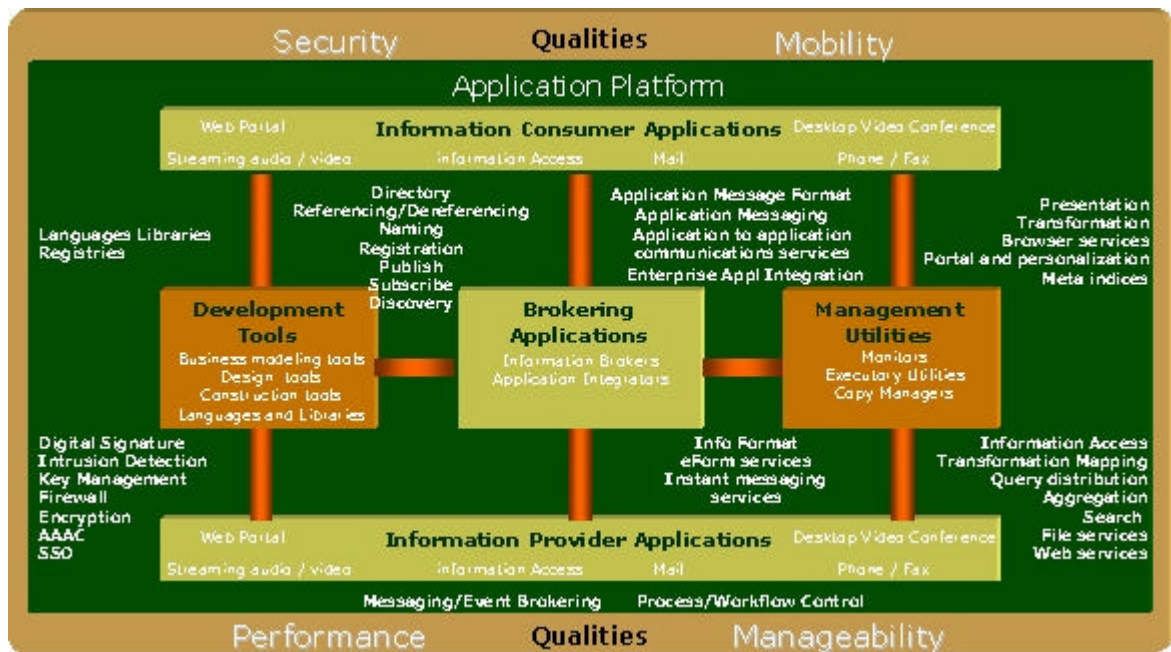 Security Qualities Mobility
Application Platform
Web Portal Information Consumer Applications Desktop Video Conference
Streaming audio / video information Access Mail Phone / Fax
Languages Libraries
Registries
Directory
Referencing/Dereferencing
Naming
Registration
Publish
Subscribe
Discovery
Application Message Format
Application Messaging
Application to application
communications services
Enterprise Appl Integration
Presentation
Transformation
Browser services
Portal and personalization
Meta indices
Development
Tools
Business modeling tools
Design tools
Construction tools
Languages and Libraries
Brokering
Applications
Information Brokers
Application Integrators
Management
Utilities
Monitors
Executory Utilities
Copy Managers
Digital Signature
Intrusion Detection
Key Management
Firewall
Encryption
AAAC
SSO
Info Format
eForm services
Instant messaging
services
Information Access
Transformation Mapping
Query distribution
Aggregation
Search
File services
Web services
Web Portal Information Provider Applications Desktop Video Conference
Streaming audio / video information Access Mail Phone / Fax
Messaging/Event Brokering Process/Workflow Control
Performance Qualities Manageability